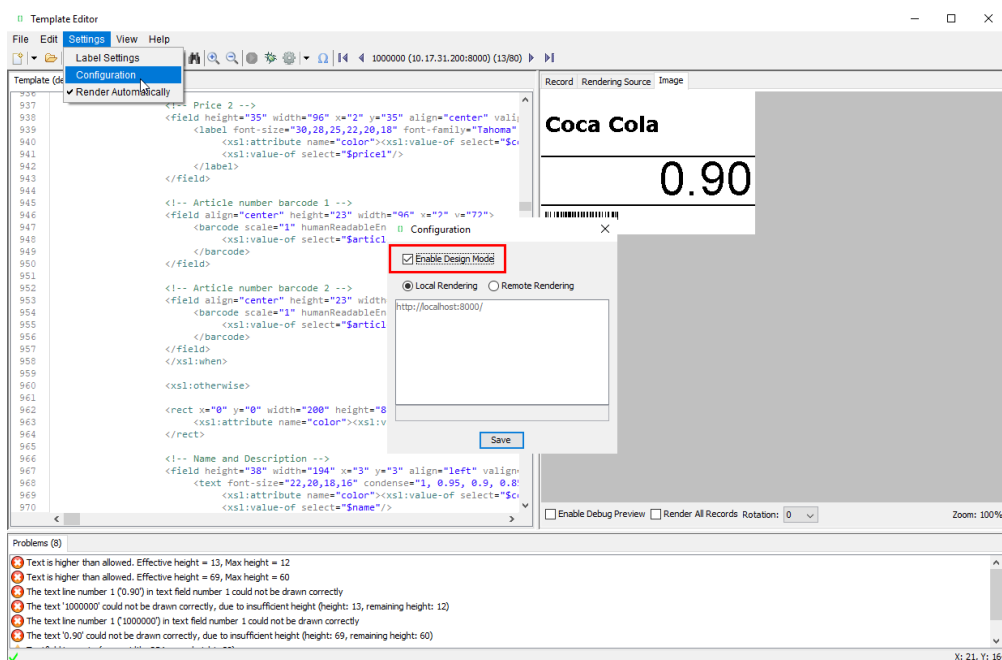 Template Editor
File Edit Settings View Help
Label Settings
Configuration
Render Automatically
1000000 (10.17.31.200:8000) (13/80)
Template (de
Record Rendering Source Image
936
937 <!-- Price 2 -->
938 <field height="35" width="96" x="2" y="35" align="center" vali
939 <label font-size="30,28,25,22,20,18" font-family="Tahoma"
940 <xsl:attribute name="color"><xsl:value-of select="$c
941 <xsl:value-of select="$price1"/>
942 </label>
943 </field>
944
945 <!-- Article number barcode 1 -->
946 <field align="center" height="23" width="96" x="2" y="72">
947 <barcode scale="1" humanReadableEn
948 <xsl:value-of select="$articl
949 </barcode>
950 </field>
951
952 <!-- Article number barcode 2 -->
953 <field align="center" height="23" width
954 <barcode scale="1" humanReadableEn
955 <xsl:value-of select="$articl
956 </barcode>
957 </field>
958 </xsl:when>
959
960 <xsl:otherwise>
961
962 <rect x="0" y="0" width="200" height="8
963 <xsl:attribute name="color"><xsl:v
964 </rect>
965
966 <!-- Name and Description -->
967 <field height="38" width="194" x="3" y="3" align="left" valign
968 <text font-size="22,20,18,16" condense="1, 0.95, 0.9, 0.8
969 <xsl:attribute name="color"><xsl:value-of select="$c
970 <xsl:value-of select="$name"/>
Coca Cola
0.90
Configuration
Enable Design Mode
Local Rendering Remote Rendering
http://localhost:8000/
Save
Enable Debug Preview Render All Records Rotation: 0 Zoom: 100%
Problems (8)
Text is higher than allowed. Effective height = 13, Max height = 12
Text is higher than allowed. Effective height = 69, Max height = 60
The text line number 1 ('0.90') in text field number 1 could not be drawn correctly
The text '1000000' could not be drawn correctly, due to insufficient height (height: 13, remaining height: 12)
The text line number 1 ('1000000') in text field number 1 could not be drawn correctly
The text '0.90' could not be drawn correctly, due to insufficient height (height: 69, remaining height: 60)
X: 21, Y: 16